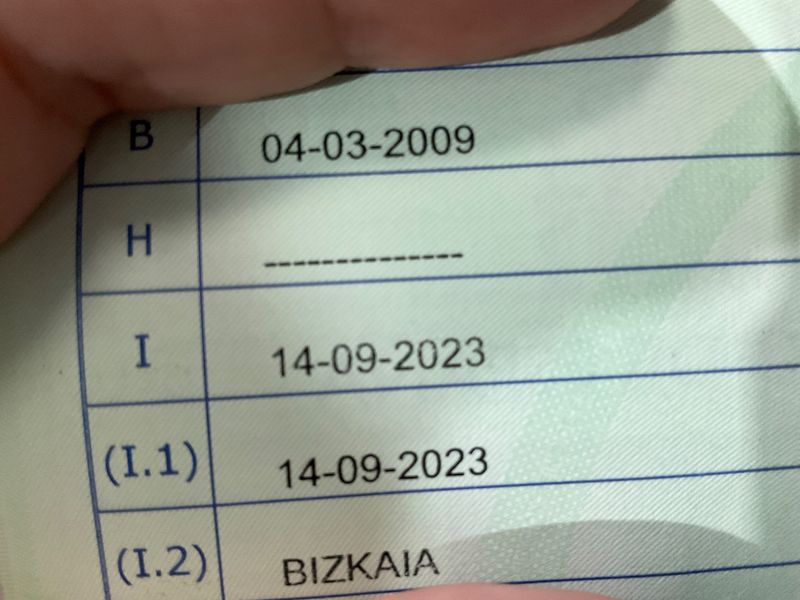 B 04-03-2009
H --------------
I 14-09-2023
(I.1) 14-09-2023
(I.2) BIZKAIA